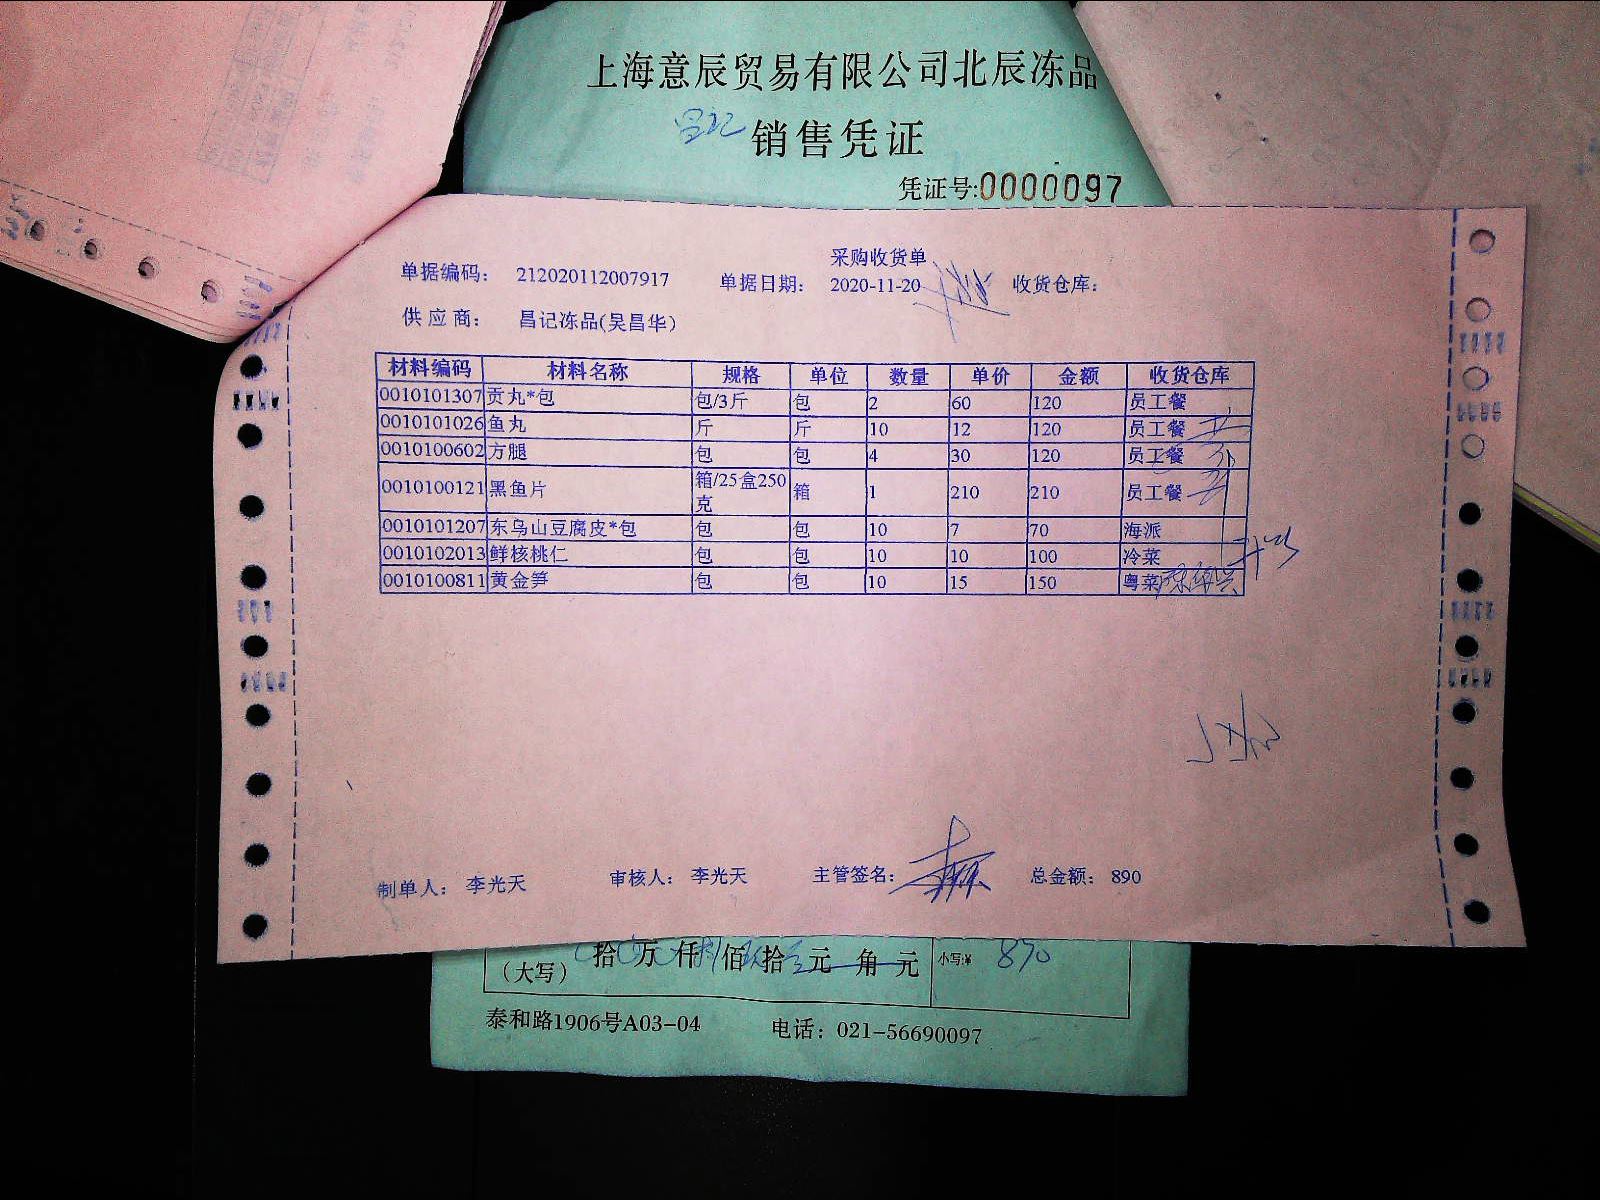 上海意辰贸易有限公司北辰冻品
昌记 销售凭证
凭证号:0000097
采购收货单
单据编码: 212020112007917 单据日期: 2020-11-20 收货仓库:
供应商: 昌记冻品(吴昌华)
材料编码 材料名称 规格 单位 数量 单价 金额 收货仓库
0010101307 贡丸*包 包/3斤 包 2 60 120 员工餐
0010101026 鱼丸 斤 斤 10 12 120 员工餐
0010100602 方腿 包 包 4 30 120 员工餐
0010100121 黑鱼片 箱/25盒250克 箱 1 210 210 员工餐
0010101207 东乌山豆腐皮*包 包 包 10 7 70 海派
0010102013 鲜核桃仁 包 包 10 10 100 冷菜
0010100811 黄金笋 包 包 10 15 150 粤菜
制单人: 李光天 审核人: 李光天 主管签名: 总金额: 890
(大写) 拾 万 仟 佰 拾 元 角 元 小写:¥ 890
泰和路1906号A03-04 电话: 021-56690097